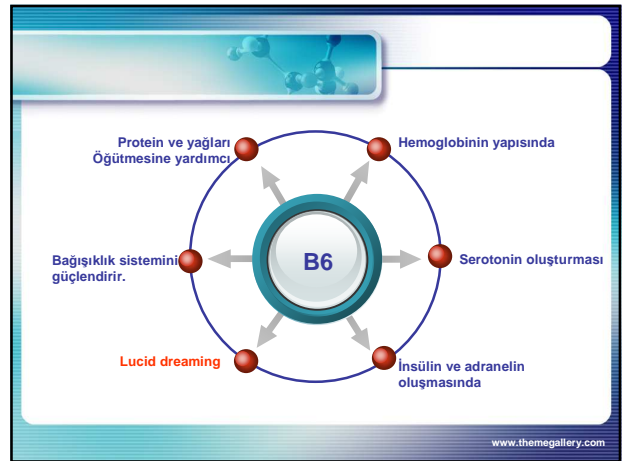 Protein ve yağları
Öğütmesine yardımcı
Hemoglobinin yapısında
Bağışıklık sistemini
güçlendirir.
B6
Serotonin oluşturması
Lucid dreaming
İnsülin ve adranelin
oluşmasında
www.themegallery.com